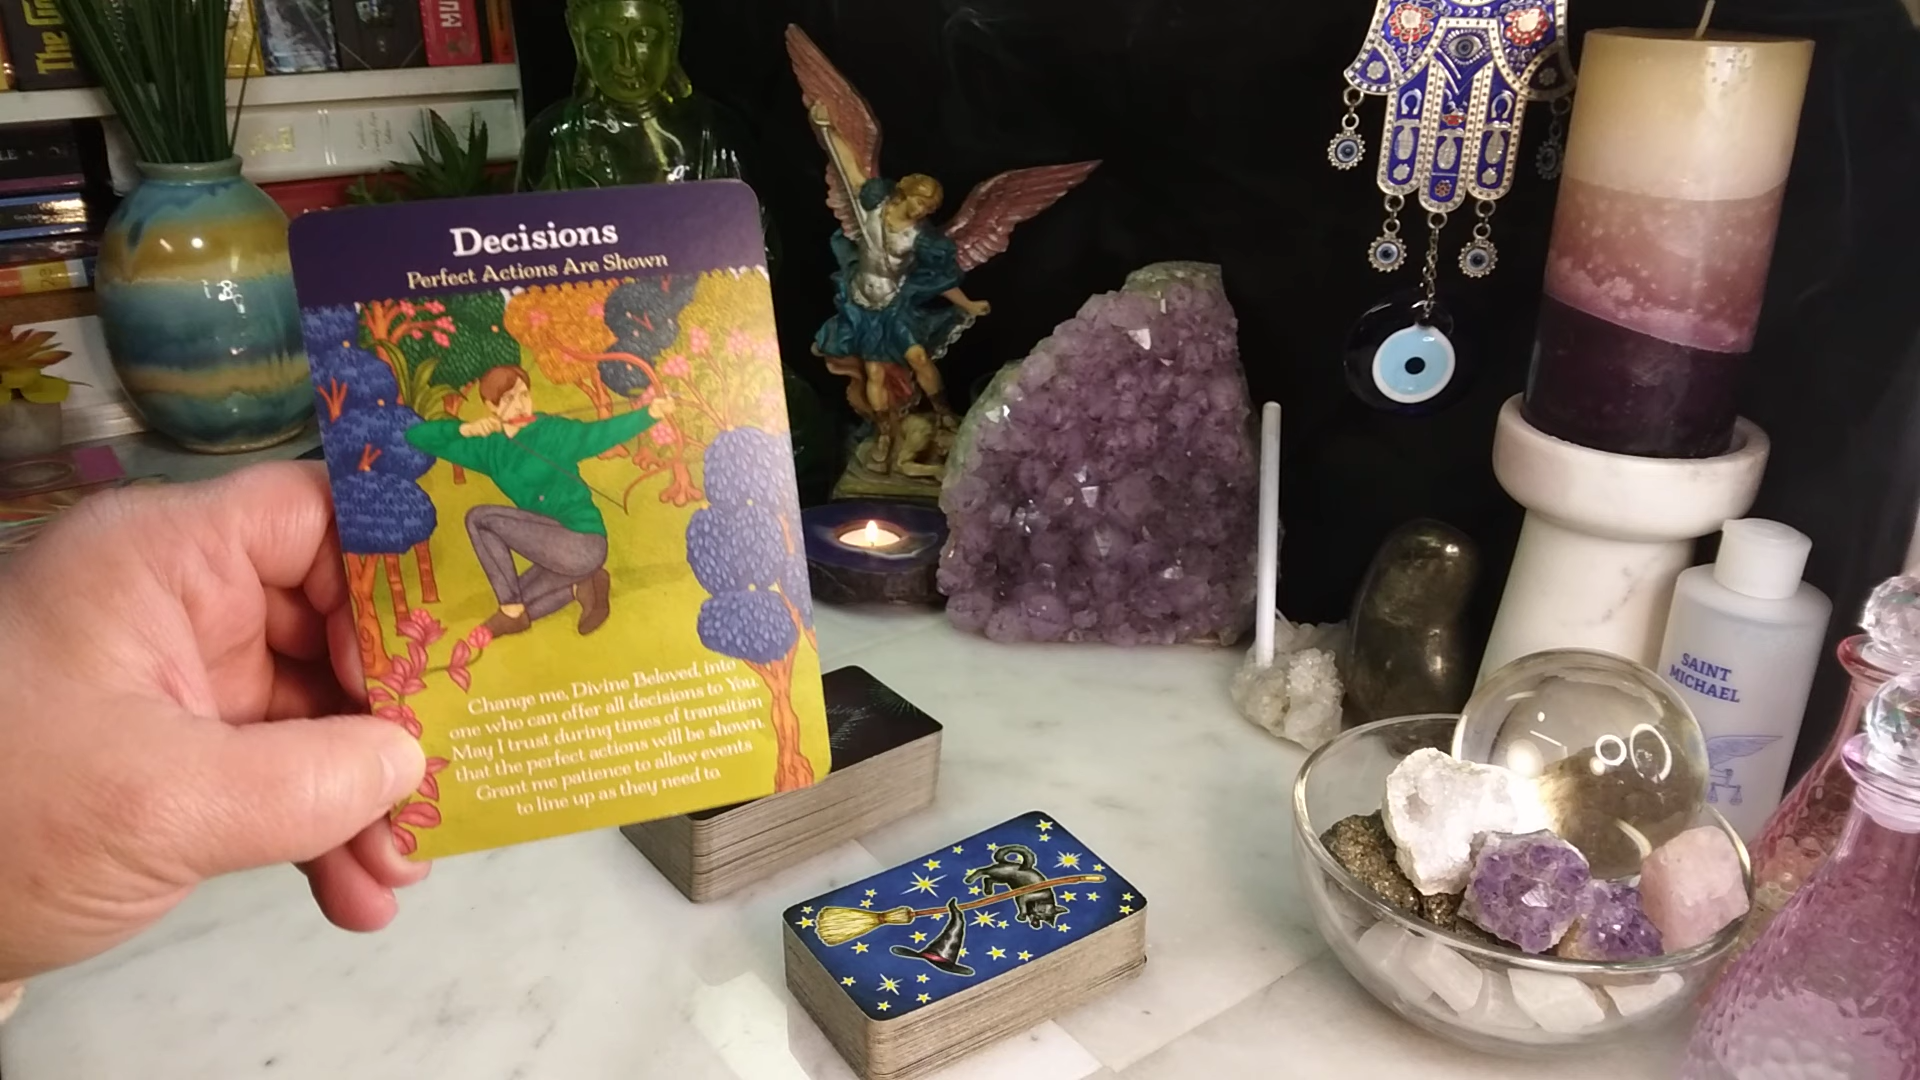 The
MU
Decisions
Perfect Actions Are Shown
Change me, Divine Beloved, into
one who can offer all decisions to You.
May I trust during times of transition
that the perfect actions will be shown.
Grant me patience to allow events
to line up as they need to.
SAINT
MICHAEL